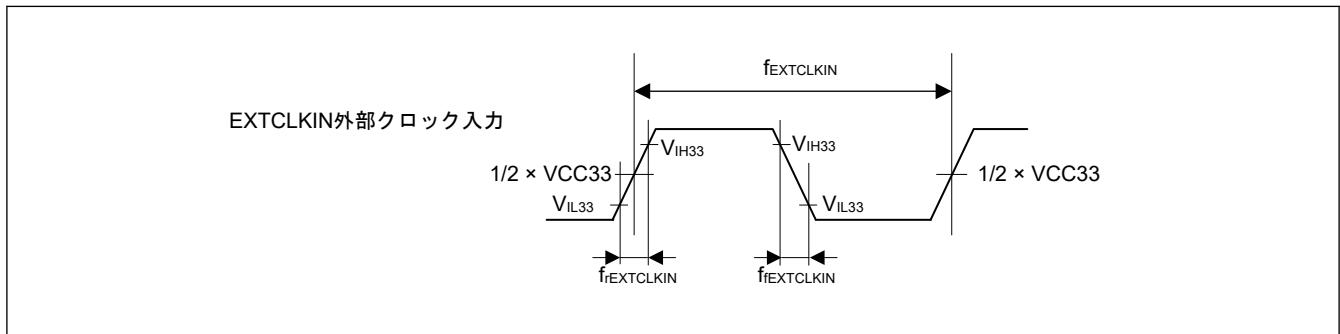 fEXTCLKIN
EXTCLKIN外部クロック入力
VIH33
VIH33
1/2 × VCC33
1/2 × VCC33
VIL33
VIL33
frEXTCLKIN
ffEXTCLKIN